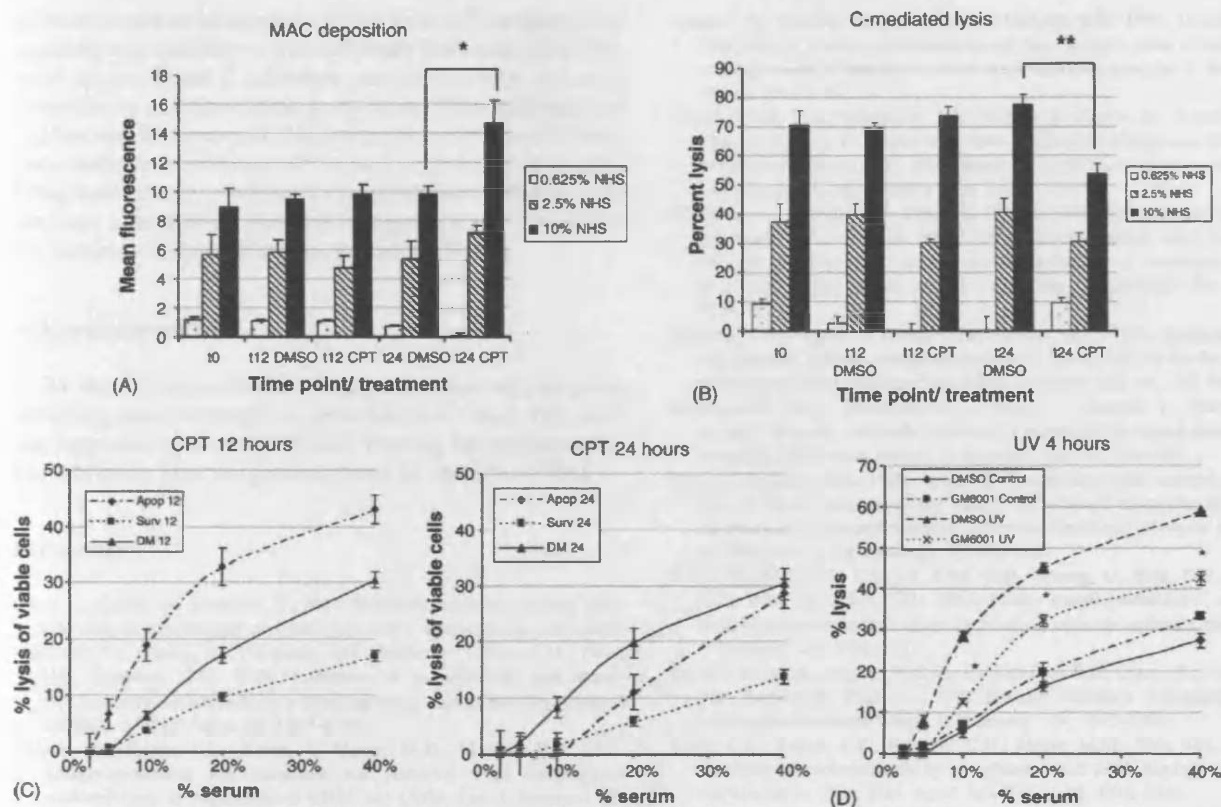 MAC deposition
*
Mean fluorescence
18
16
14
12
10
8
6
4
2
0
t0
t12 DMSO
t12 CPT
t24 DMSO
t24 CPT
0.625% NHS
2.5% NHS
10% NHS
(A)
Time point/ treatment
C-mediated lysis
**
Percent lysis
100
90
80
70
60
50
40
30
20
10
0
t0
t12
DMSO
t12 CPT
t24
DMSO
t24 CPT
0.625% NHS
2.5% NHS
10% NHS
(B)
Time point/ treatment
CPT 12 hours
% lysis of viable cells
50
40
30
20
10
0
Apop 12
Surv 12
DM 12
0%
10%
20%
30%
40%
(C)
% serum
CPT 24 hours
% lysis of viable cells
50
40
30
20
10
0
Apop 24
Surv 24
DM 24
0%
10%
20%
30%
40%
% serum
UV 4 hours
% lysis
70
60
50
40
30
20
10
DMSO Control
GM6001 Control
DMSO UV
GM6001 UV
*
*
*
0%
10%
20%
30%
40%
(D)
% serum